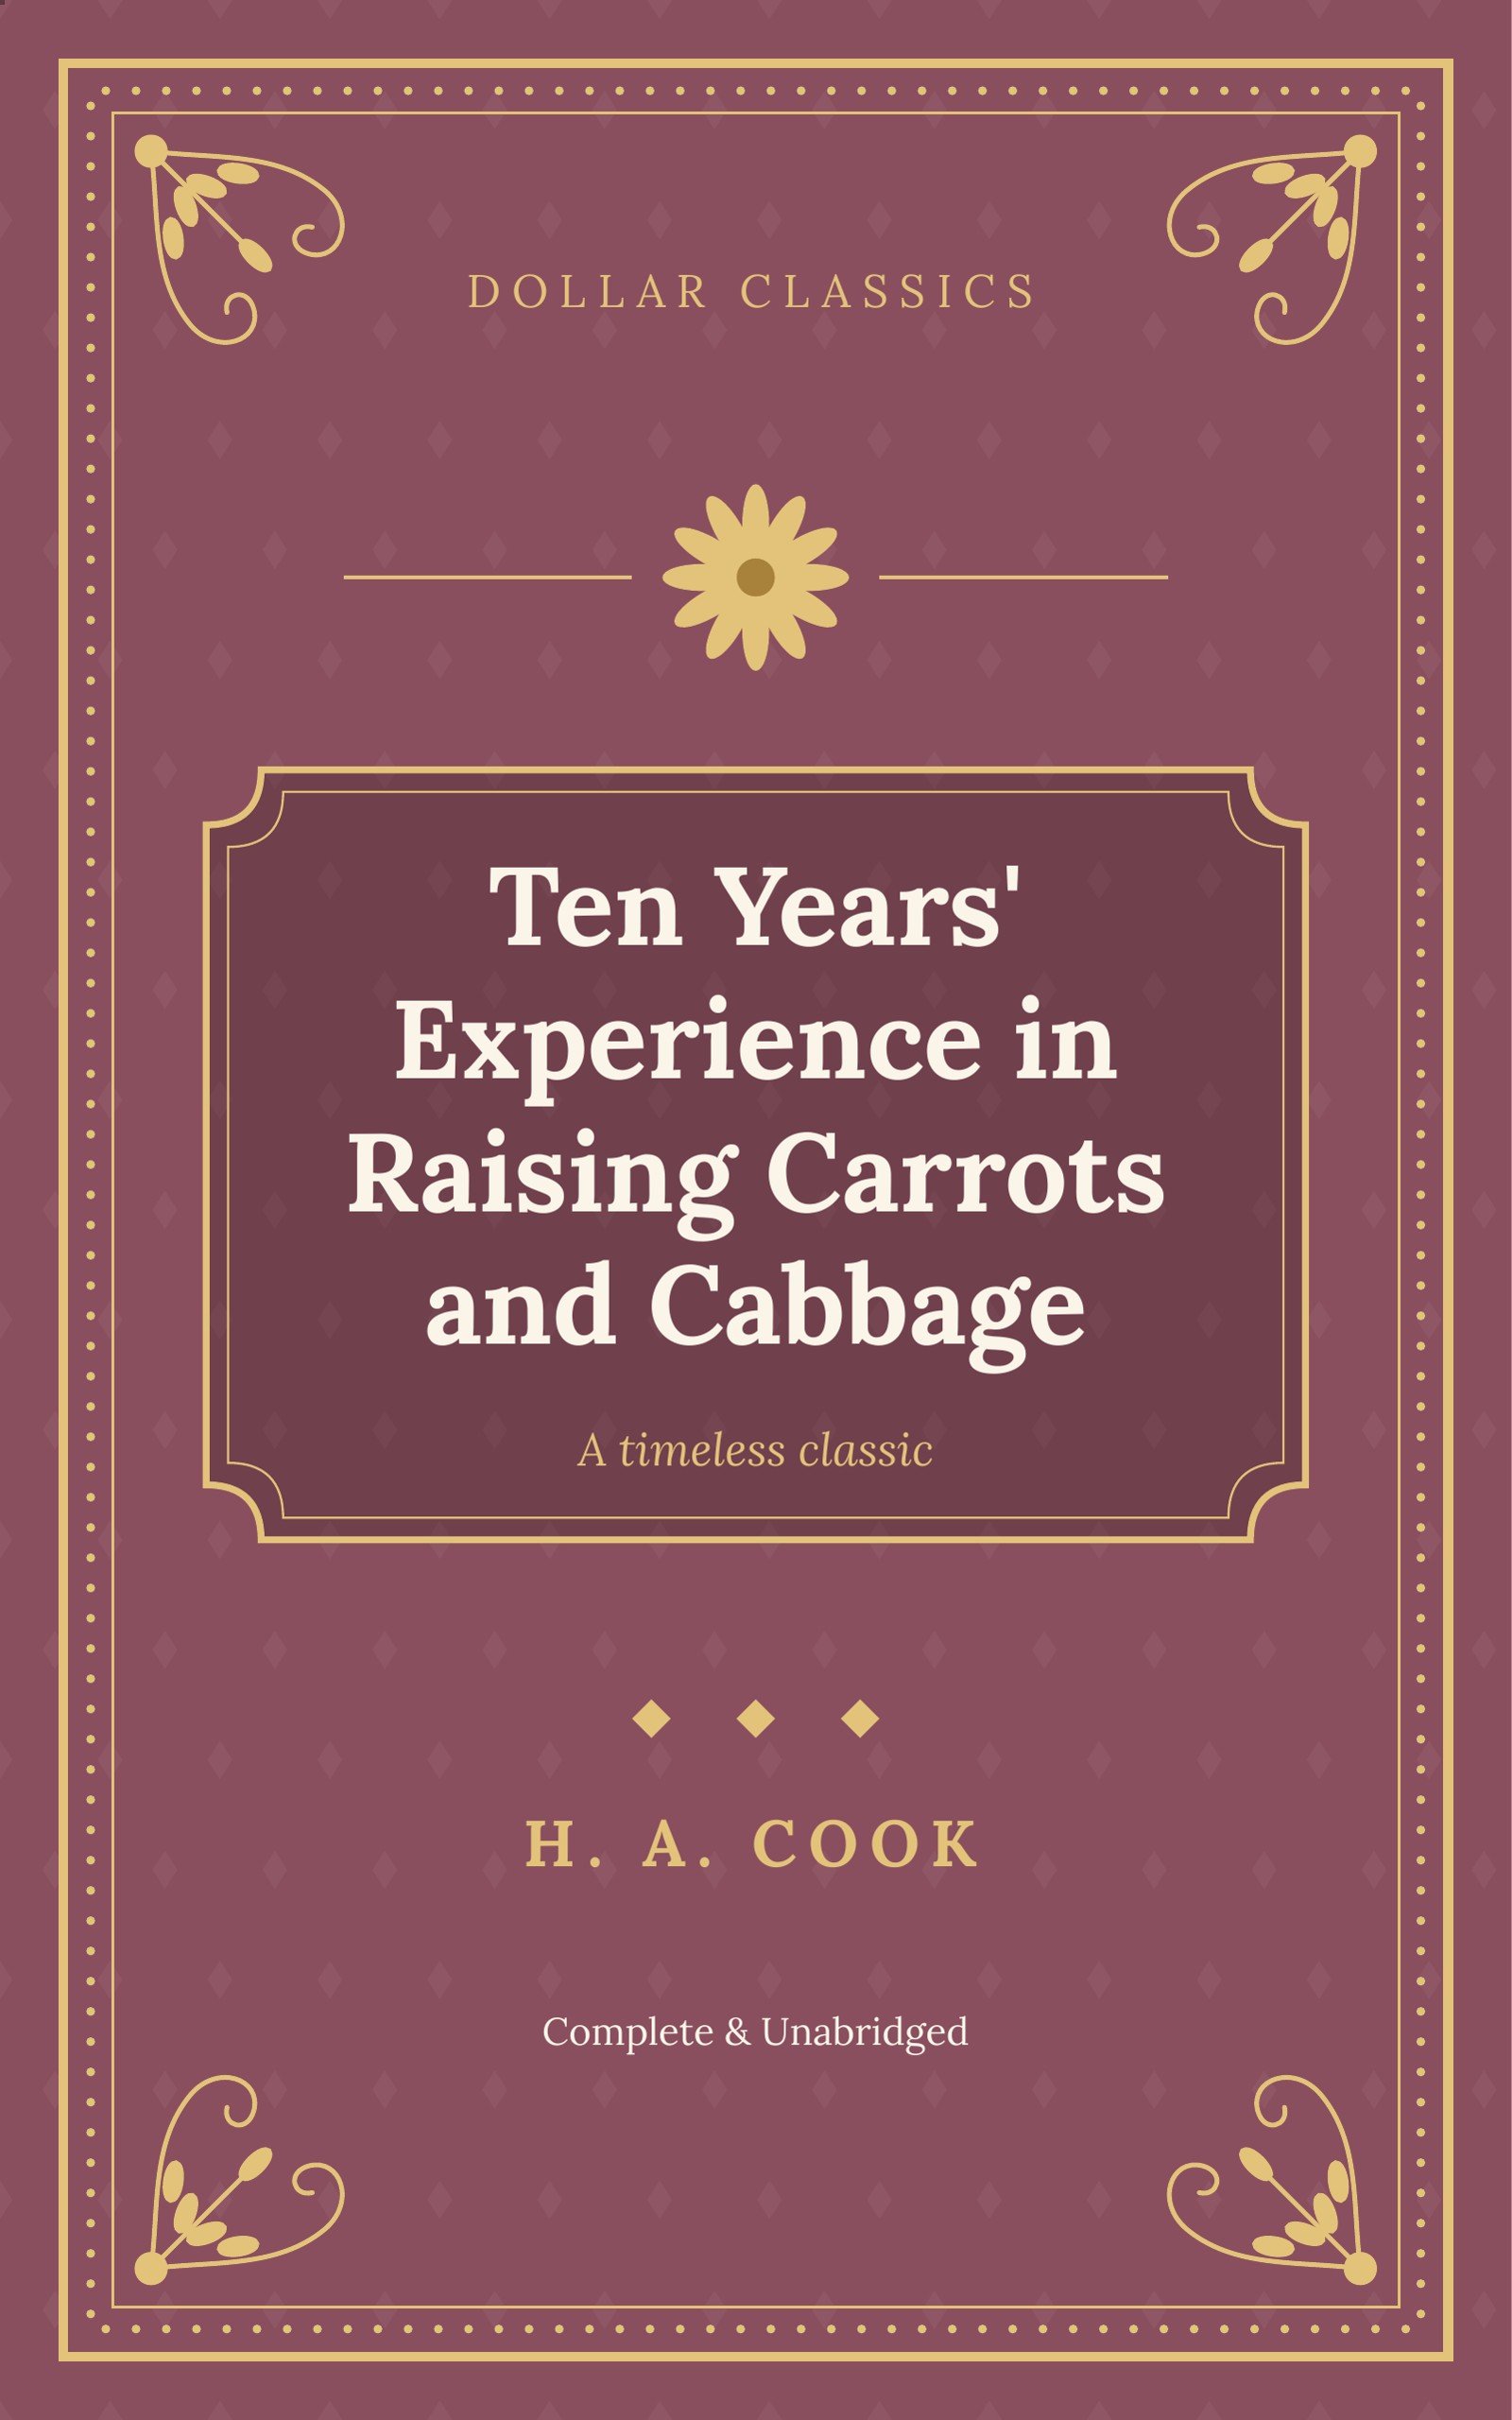 DOLLAR CLASSICS
Ten Years'
Experience in
Raising Carrots
and Cabbage
A timeless classic
H. A. COOK
Complete & Unabridged